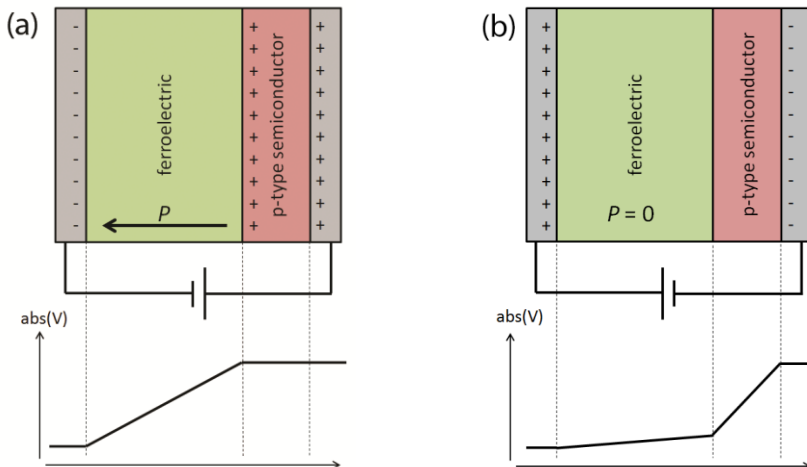 (a)
- + +
- + +
- + +
- + +
- + +
- + +
- + +
- + +
- + +
- + +
- + +
ferroelectric
p-type semiconductor
P
abs(V)
(b)
+ -
+ -
+ -
+ -
+ -
+ -
+ -
+ -
+ -
+ -
+ -
ferroelectric
p-type semiconductor
P = 0
abs(V)